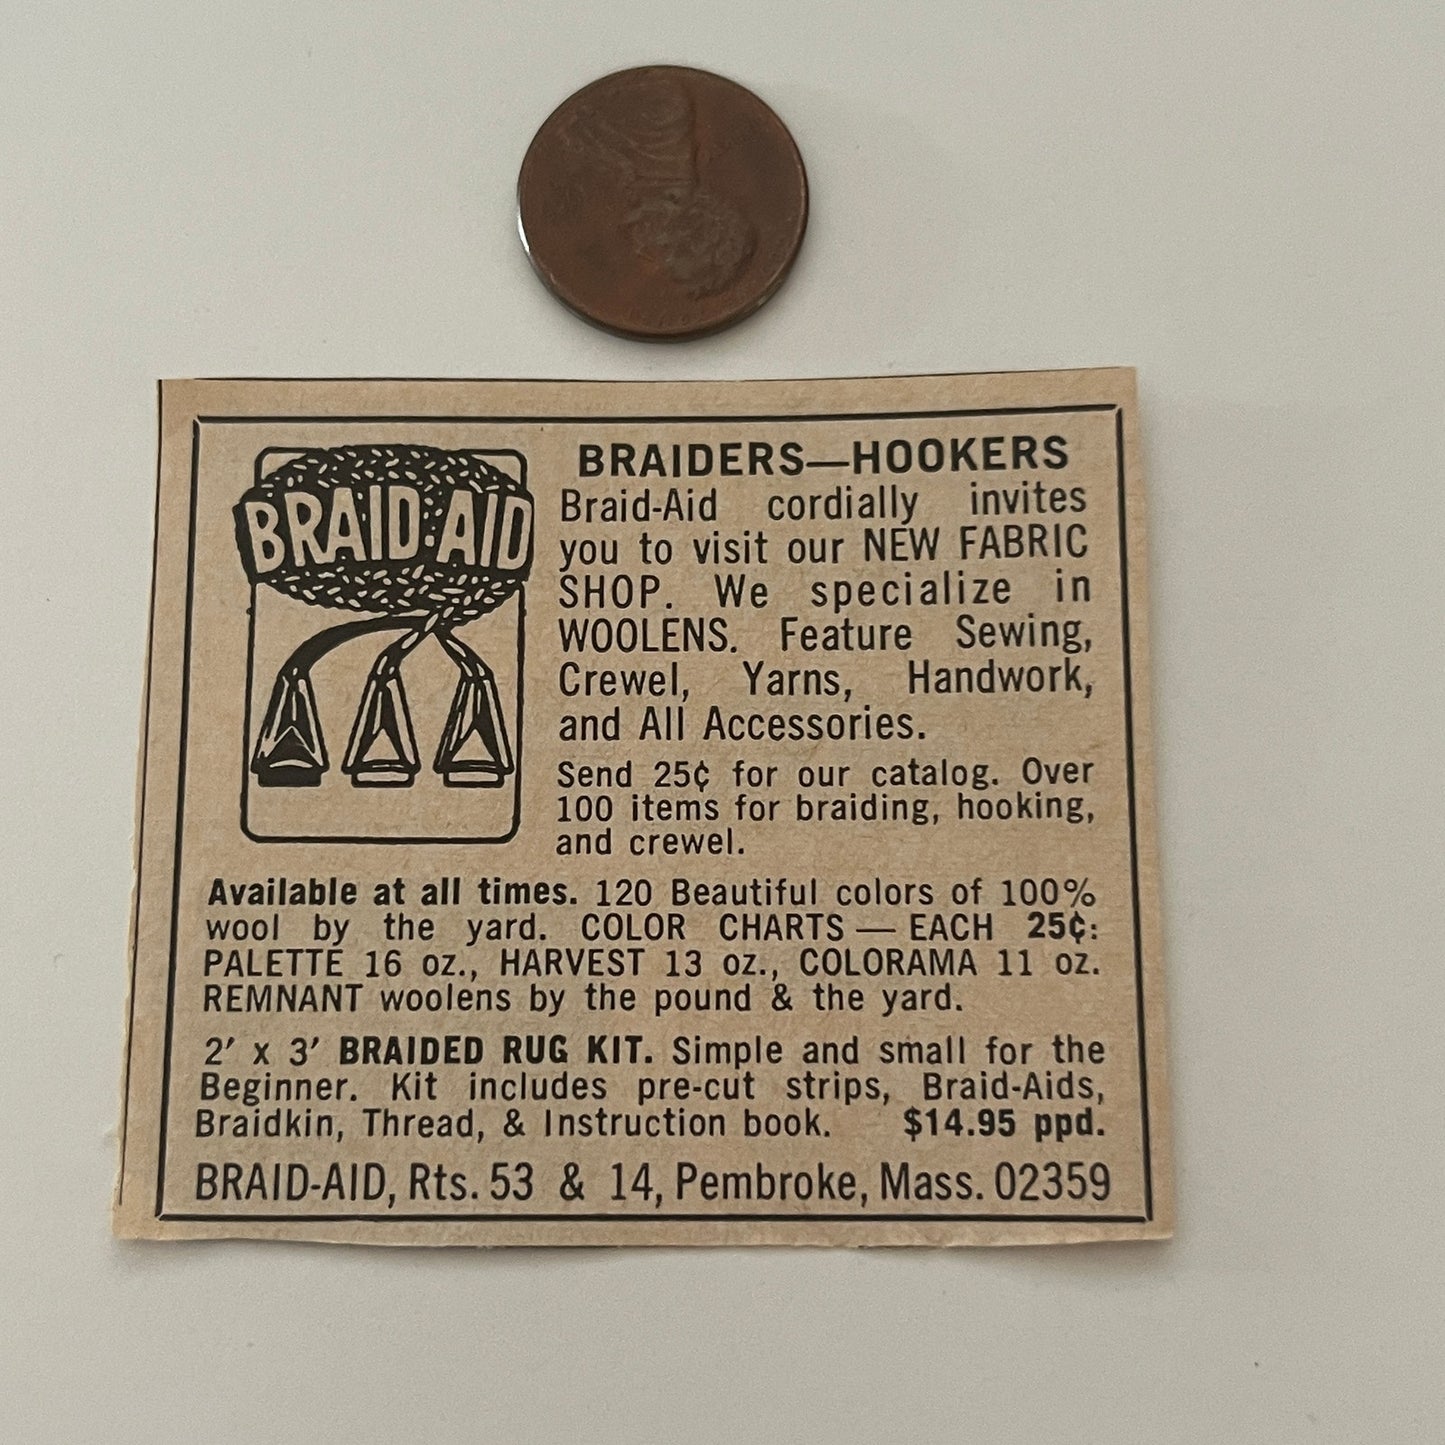 BRAID-AID
BRAIDERS—HOOKERS
Braid-Aid cordially invites
you to visit our NEW FABRIC
SHOP. We specialize in
WOOLENS. Feature Sewing,
Crewel, Yarns, Handwork,
and All Accessories.
Send 25¢ for our catalog. Over
100 items for braiding, hooking,
and crewel.
Available at all times. 120 Beautiful colors of 100%
wool by the yard. COLOR CHARTS — EACH 25¢:
PALETTE 16 oz., HARVEST 13 oz., COLORAMA 11 oz.
REMNANT woolens by the pound & the yard.
2′ x 3′ BRAIDED RUG KIT. Simple and small for the
Beginner. Kit includes pre-cut strips, Braid-Aids,
Braidkin, Thread, & Instruction book. $14.95 ppd.
BRAID-AID, Rts. 53 & 14, Pembroke, Mass. 02359